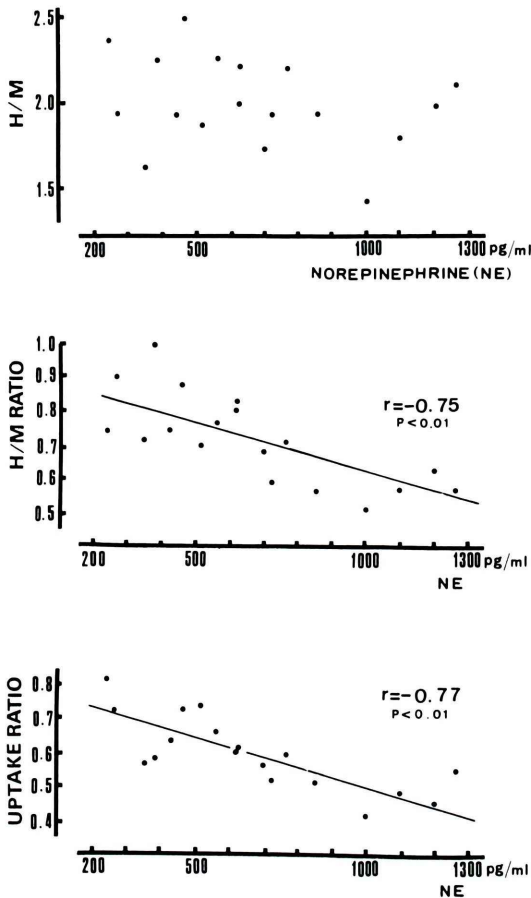 H/M
2.5
2.0
1.5
200 500 1000 1300 pg/ml
NOREPINEPHRINE (NE)
H/M RATIO
1.0
0.9
0.8
0.7
0.6
0.5
r=-0.75
P<0.01
200 500 1000 1300 pg/ml
NE
UPTAKE RATIO
0.8
0.7
0.6
0.5
0.4
r=-0.77
P<0.01
200 500 1000 1300 pg/ml
NE